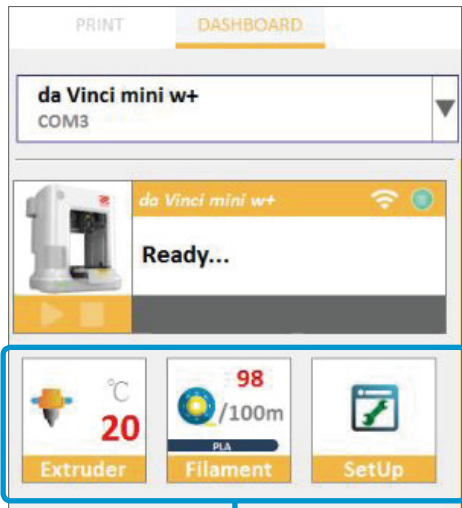 PRINT DASHBOARD
da Vinci mini w+
COM3
da Vinci mini w+
Ready...
℃
20
Extruder
98
/100m
PLA
Filament
SetUp